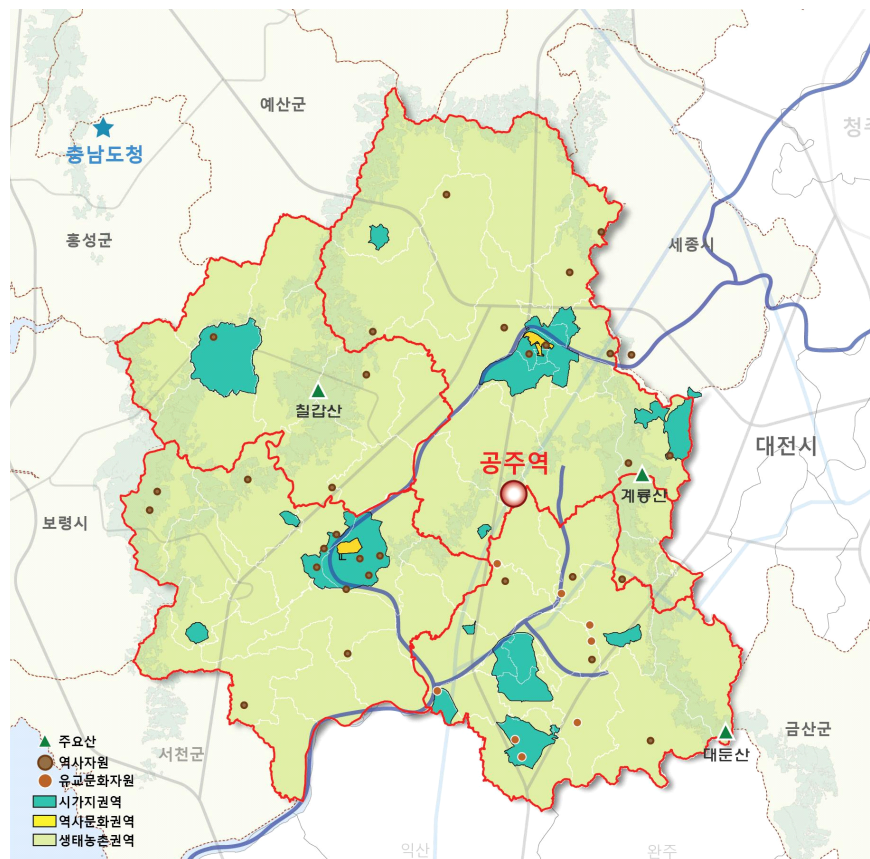 예산군
청주
충남도청
홍성군
세종시
칠갑산
대전시
공주역
계룡산
보령시
금산군
주요산
서천군
대둔산
역사자원
유교문화자원
시가지권역
역사문화권역
생태농촌권역
익산
완주